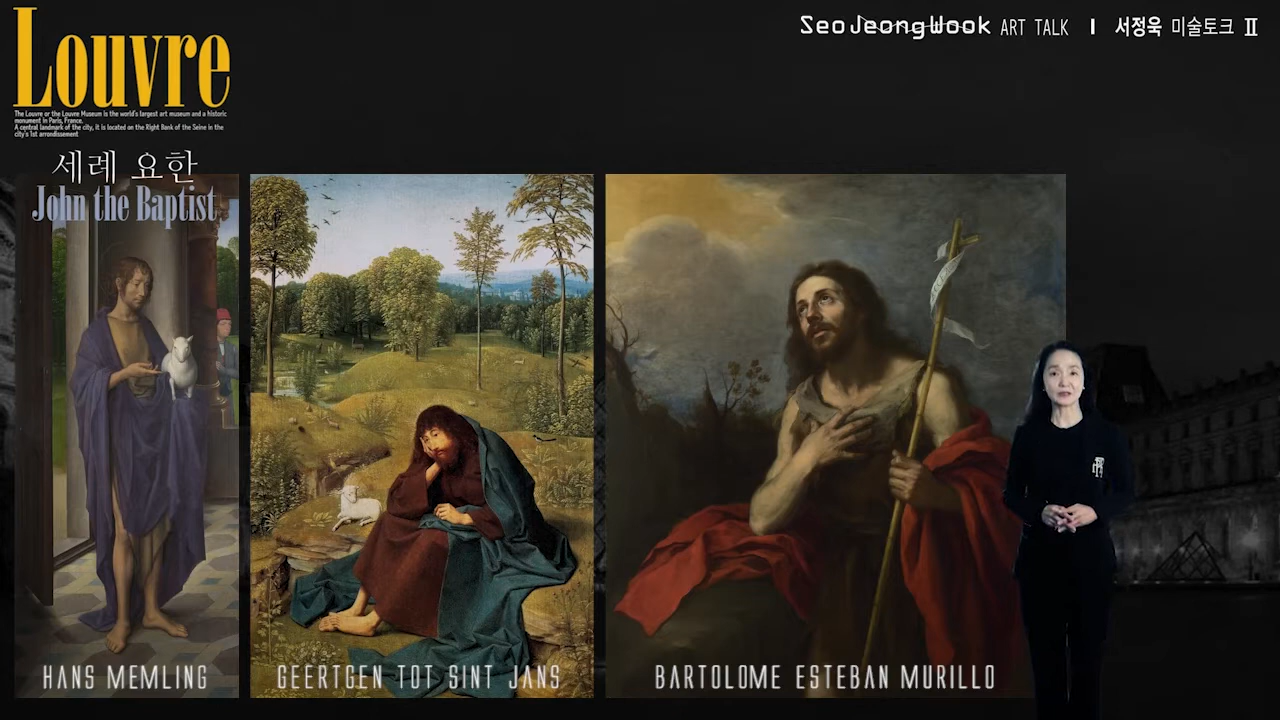 Louvre
The Louvre or the Louvre Museum is the world's largest art museum and a historic
monument in Paris, France.
A central landmark of the city, it is located on the Right Bank of the Seine in the
city's 1st arrondissement
SeoJeongWook ART TALK I 서정욱 미술토크 II
세례 요한
John the Baptist
HANS MEMLING
GEERTGEN TOT SINT JANS
BARTOLOME ESTEBAN MURILLO